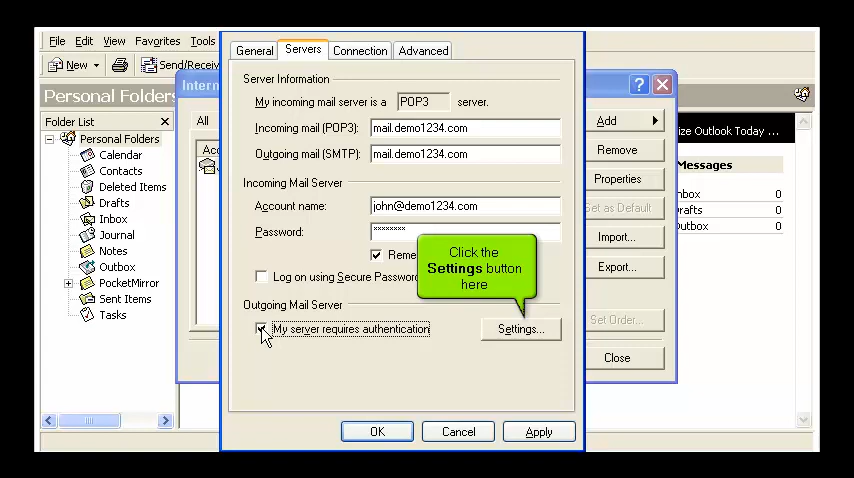 File Edit View Favorites Tools
New Send/Receiv
Personal Folders
Folder List
Personal Folders
Calendar
Contacts
Deleted Items
Drafts
Inbox
Journal
Notes
Outbox
PocketMirror
Sent Items
Tasks
Intern
All
Acc
General Servers Connection Advanced
Server Information
My incoming mail server is a POP3 server.
Incoming mail (POP3): mail.demo1234.com
Outgoing mail (SMTP): mail.demo1234.com
Incoming Mail Server
Account name: john@demo1234.com
Password: ××××××××
Reme
Log on using Secure Password
Click the
Settings button
here
Outgoing Mail Server
My server requires authentication Settings...
OK Cancel Apply
?
Add
Remove
Properties
Set as Default
Import...
Export...
Set Order...
Close
ize Outlook Today ...
Messages
nbox 0
rafts 0
utbox 0